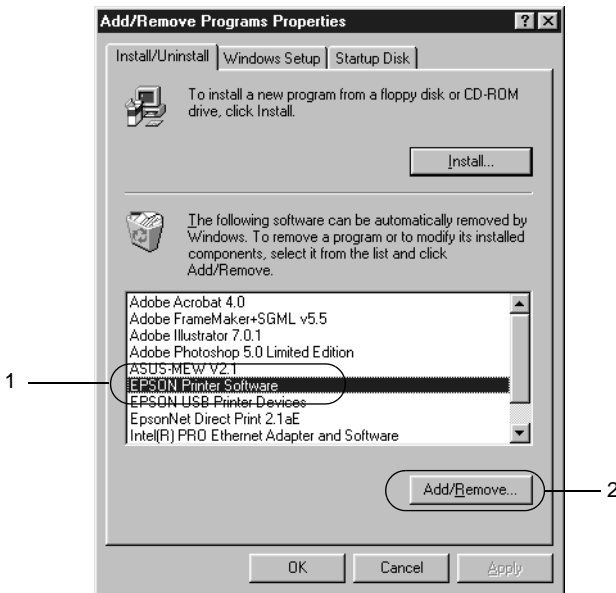 Add/Remove Programs Properties
Install/Uninstall
Windows Setup
Startup Disk
To install a new program from a floppy disk or CD-ROM
drive, click Install.
Install...
The following software can be automatically removed by
Windows. To remove a program or to modify its installed
components, select it from the list and click
Add/Remove.
Adobe Acrobat 4.0
Adobe FrameMaker+SGML v5.5
Adobe Illustrator 7.0.1
Adobe Photoshop 5.0 Limited Edition
ASUS-MEW V2.1
1
EPSON Printer Software
EPSON USB Printer Devices
EpsonNet Direct Print 2.1aE
Intel(R) PRO Ethernet Adapter and Software
Add/Remove...
2
OK
Cancel
Apply